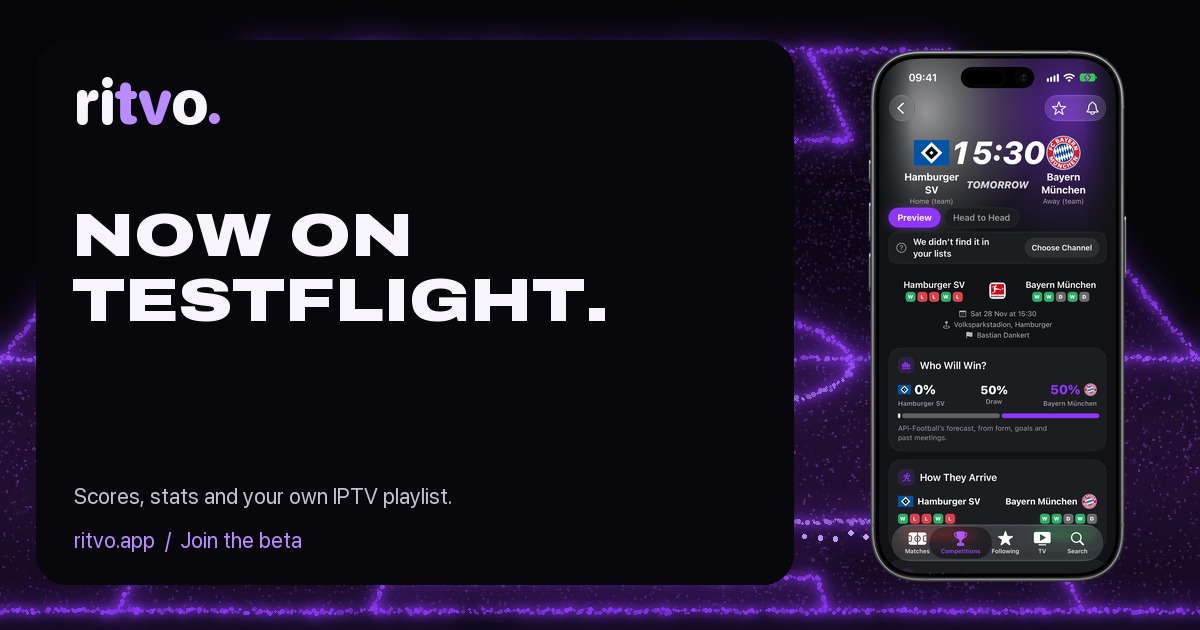 ritvo.
NOW ON
TESTFLIGHT.
Scores, stats and your own IPTV playlist.
ritvo.app / Join the beta
09:41
15:30
Hamburger
SV
Home (team)
TOMORROW
FC BAYERN
MÜNCHEN
Bayern
München
Away (team)
Preview
Head to Head
We didn't find it in
your lists
Choose Channel
Hamburger SV
W L L W L
Bayern München
W W D W D
Sat 28 Nov at 15:30
Volksparkstadion, Hamburger
Bastian Dankert
Who Will Win?
0%
Hamburger SV
50%
Draw
50%
Bayern München
API-Football's forecast, from form, goals and
past meetings.
How They Arrive
Hamburger SV
Bayern München
W L L W L
W W D W D
Matches
Competitions
Following
TV
Search